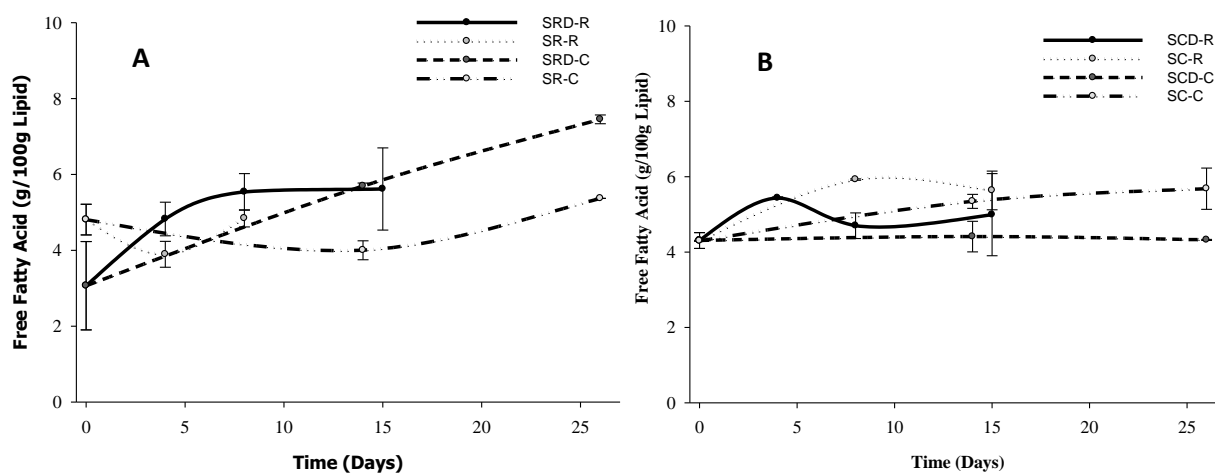 10
8
6
4
2
0
Free Fatty Acid (g/100g Lipid)
A
SRD-R
SR-R
SRD-C
SR-C
0 5 10 15 20 25
Time (Days)
10
8
6
4
2
0
Free Fatty Acid (g/100g Lipid)
B
SCD-R
SC-R
SCD-C
SC-C
0 5 10 15 20 25
Time (Days)